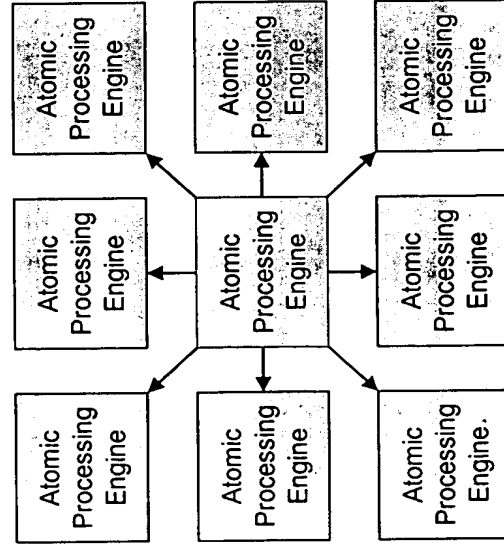 Atomic
Processing
Engine
Atomic
Processing
Engine
Atomic
Processing
Engine
Atomic
Processing
Engine
Atomic
Processing
Engine
Atomic
Processing
Engine
Atomic
Processing
Engine.
Atomic
Processing
Engine
Atomic
Processing
Engine